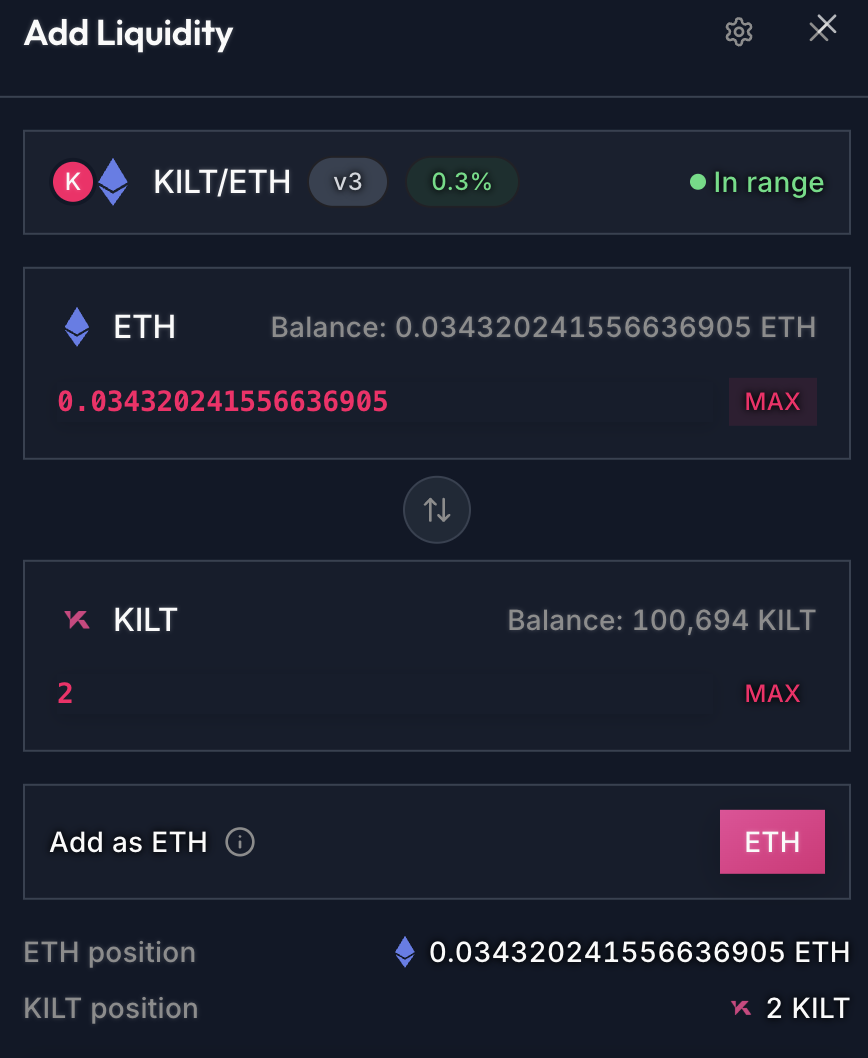 Add Liquidity
K KILT/ETH v3 0.3% In range
ETH Balance: 0.034320241556636905 ETH
0.034320241556636905 MAX
KILT Balance: 100,694 KILT
2 MAX
Add as ETH ETH
ETH position 0.034320241556636905 ETH
KILT position 2 KILT